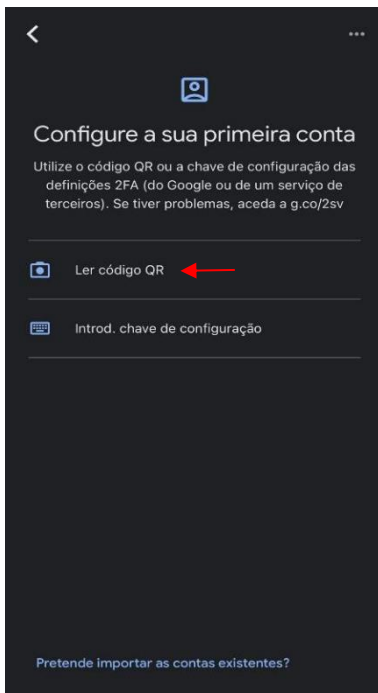 Configure a sua primeira conta
Utilize o código QR ou a chave de configuração das
definições 2FA (do Google ou de um serviço de
terceiros). Se tiver problemas, aceda a g.co/2sv
Ler código QR
Introd. chave de configuração
Pretende importar as contas existentes?